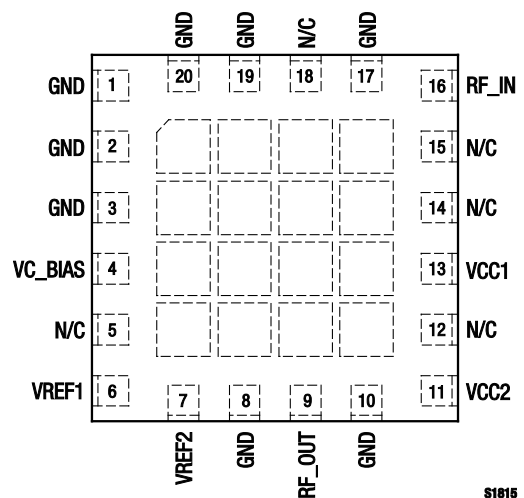 GND GND N/C GND
20 19 18 17
GND 1 16 RF_IN
GND 2 15 N/C
GND 3 14 N/C
VC_BIAS 4 13 VCC1
N/C 5 12 N/C
VREF1 6 11 VCC2
7 8 9 10
VREF2 GND RF_OUT GND
S1815